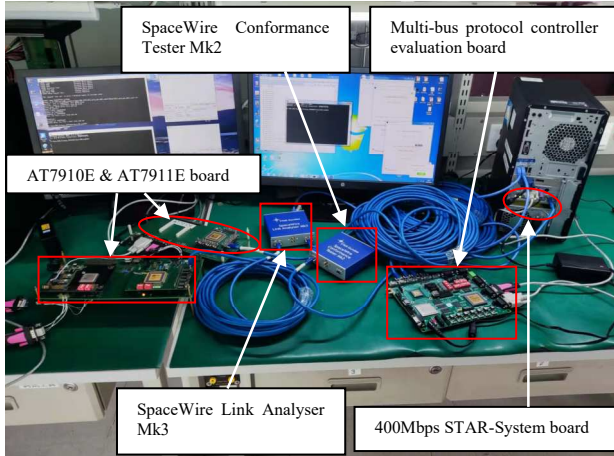 SpaceWire Conformance
Tester Mk2
Multi-bus protocol controller
evaluation board
AT7910E & AT7911E board
SpaceWire Link Analyser
Mk3
400Mbps STAR-System board